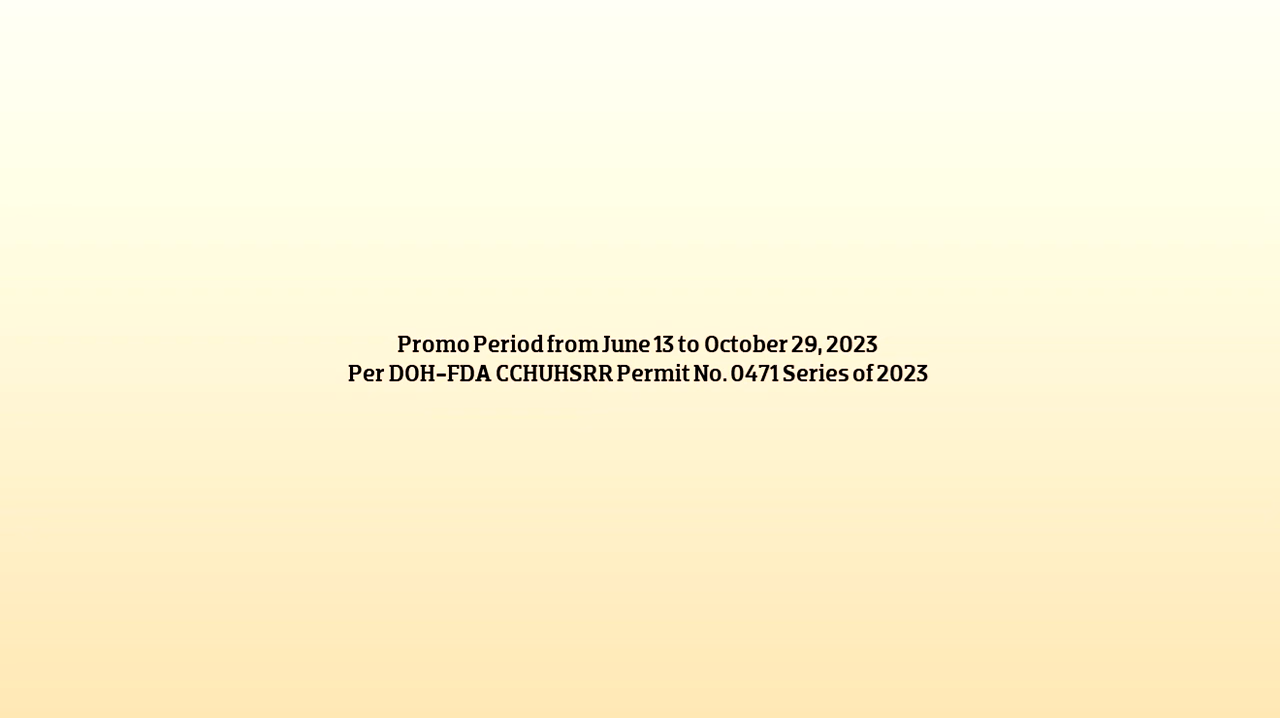 Promo Period from June 13 to October 29, 2023
Per DOH-FDA CCHUHSRR Permit No. 0471 Series of 2023